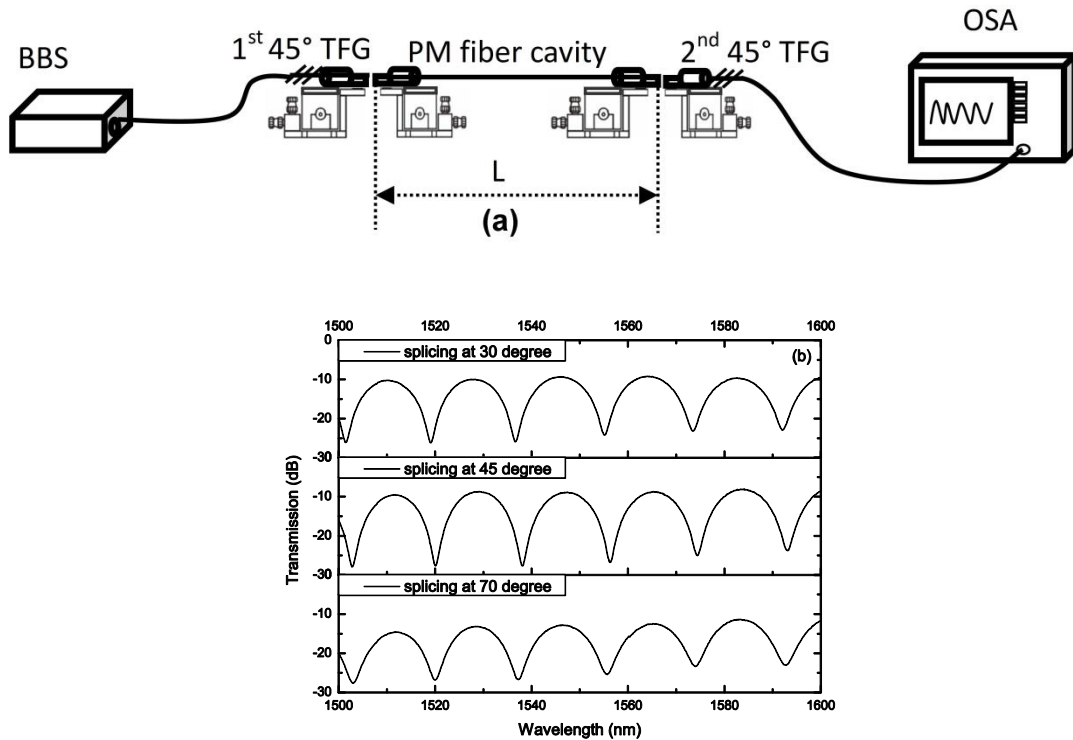 BBS
1st 45° TFG
PM fiber cavity
2nd 45° TFG
OSA
L
(a)
1500 1520 1540 1560 1580 1600
0
splicing at 30 degree
(b)
-10
-20
-30
splicing at 45 degree
-10
-20
-30
splicing at 70 degree
-10
-20
-30
Transmission (dB)
1500 1520 1540 1560 1580 1600
Wavelength (nm)